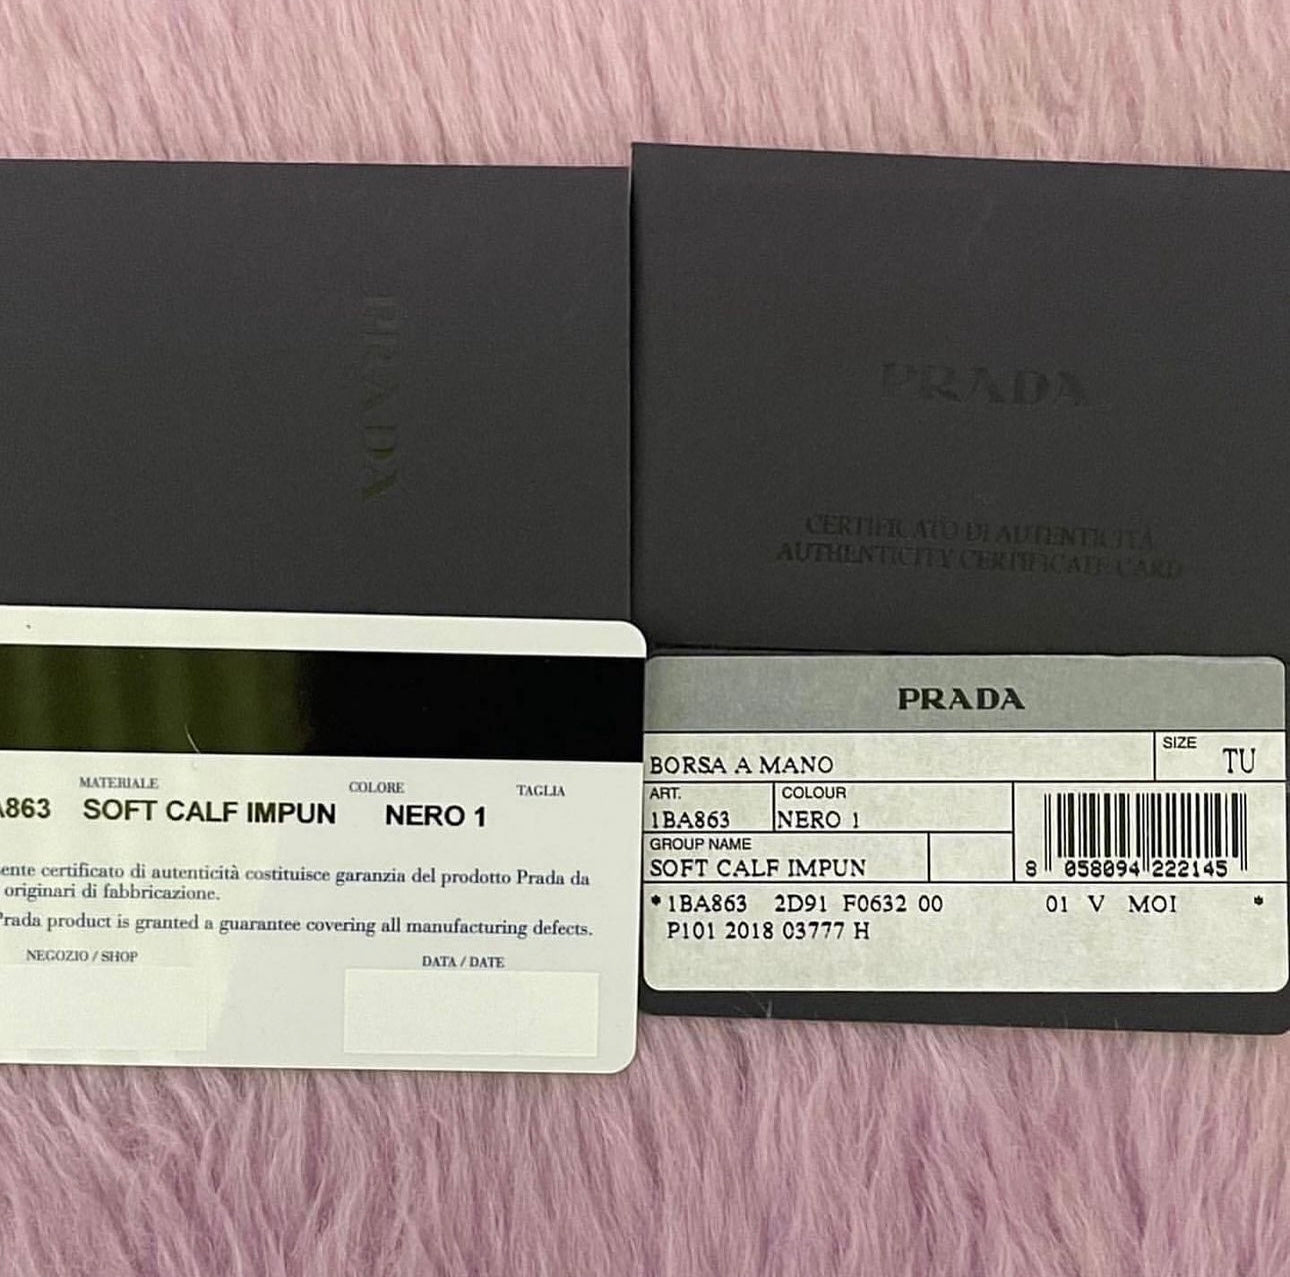 PRADA
PRADA
CERTIFICATO DI AUTENTICITÀ
AUTHENTICITY CERTIFICATE CARD
MATERIALE COLORE TAGLIA
A863 SOFT CALF IMPUN NERO 1
ente certificato di autenticità costituisce garanzia del prodotto Prada da
originari di fabbricazione.
Prada product is granted a guarantee covering all manufacturing defects.
NEGOZIO / SHOP DATA / DATE
PRADA
BORSA A MANO SIZE TU
ART. COLOUR
1BA863 NERO 1
GROUP NAME
SOFT CALF IMPUN
8 058094 222145
*1BA863 2D91 F0632 00 01 V MOI *
P101 2018 03777 H